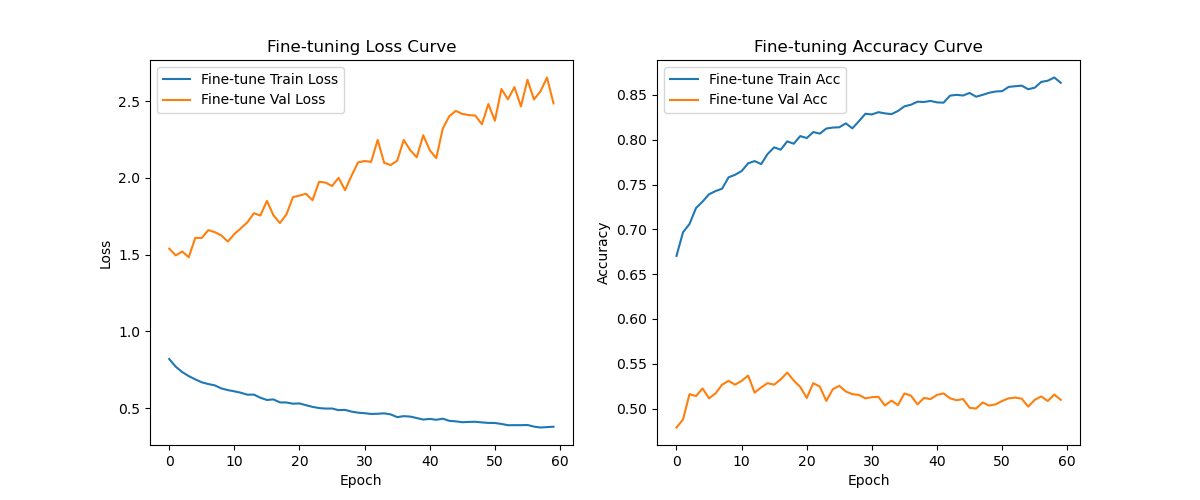 Fine-tuning Loss Curve
Fine-tune Train Loss
Fine-tune Val Loss
2.5
2.0
1.5
1.0
0.5
Loss
0 10 20 30 40 50 60
Epoch
Fine-tuning Accuracy Curve
Fine-tune Train Acc
Fine-tune Val Acc
0.85
0.80
0.75
0.70
0.65
0.60
0.55
0.50
Accuracy
0 10 20 30 40 50 60
Epoch